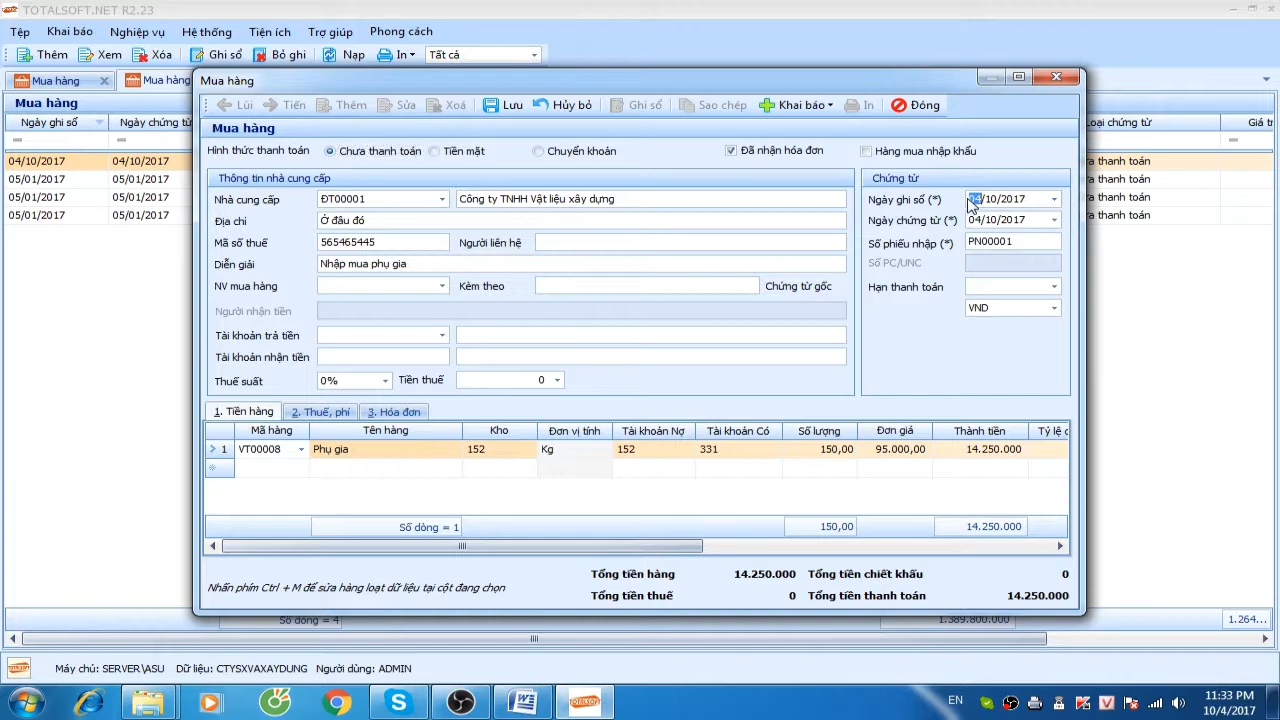 TOTALSOFT.NET R2.23
Tệp Khai báo Nghiệp vụ Hệ thống Tiện ích Trợ giúp Phong cách
Thêm Xem Xóa Ghi sổ Bỏ ghi Nạp In Tất cả
Mua hàng Mua hàng
Mua hàng
Ngày ghi sổ Ngày chứng từ
04/10/2017 04/10/2017
05/01/2017 05/01/2017
05/01/2017 05/01/2017
05/01/2017 05/01/2017
Mua hàng
Lùi Tiến Thêm Sửa Xoá Lưu Hủy bỏ Ghi sổ Sao chép Khai báo In Đóng
Mua hàng
Hình thức thanh toán Chưa thanh toán Tiền mặt Chuyển khoản Đã nhận hóa đơn Hàng mua nhập khẩu
Thông tin nhà cung cấp
Nhà cung cấp ĐT00001 Công ty TNHH Vật liệu xây dựng
Địa chỉ Ở đâu đó
Mã số thuế 565465445 Người liên hệ
Diễn giải Nhập mua phụ gia
NV mua hàng Kèm theo Chứng từ gốc
Người nhận tiền
Tài khoản trả tiền
Tài khoản nhận tiền
Thuế suất 0% Tiền thuế 0
Chứng từ
Ngày ghi sổ (*) 04/10/2017
Ngày chứng từ (*) 04/10/2017
Số phiếu nhập (*) PN00001
Số PC/UNC
Hạn thanh toán
VND
1. Tiền hàng 2. Thuế, phí 3. Hóa đơn
Mã hàng Tên hàng Kho Đơn vị tính Tài khoản Nợ Tài khoản Có Số lượng Đơn giá Thành tiền Tỷ lệ
1 VT00008 Phụ gia 152 Kg 152 331 150,00 95.000,00 14.250.000
Số dòng = 1 150,00 14.250.000
Nhấn phím Ctrl + M để sửa hàng loạt dữ liệu tại cột đang chọn
Tổng tiền hàng 14.250.000 Tổng tiền chiết khấu 0
Tổng tiền thuế 0 Tổng tiền thanh toán 14.250.000
oại chứng từ Giá tr
a thanh toán
a thanh toán
a thanh toán
a thanh toán
Số dòng = 4 1.389.800.000 1.264...
Máy chủ: SERVER\ASU Dữ liệu: CTYSXVAXAYDUNG Người dùng: ADMIN
EN 11:33 PM
10/4/2017